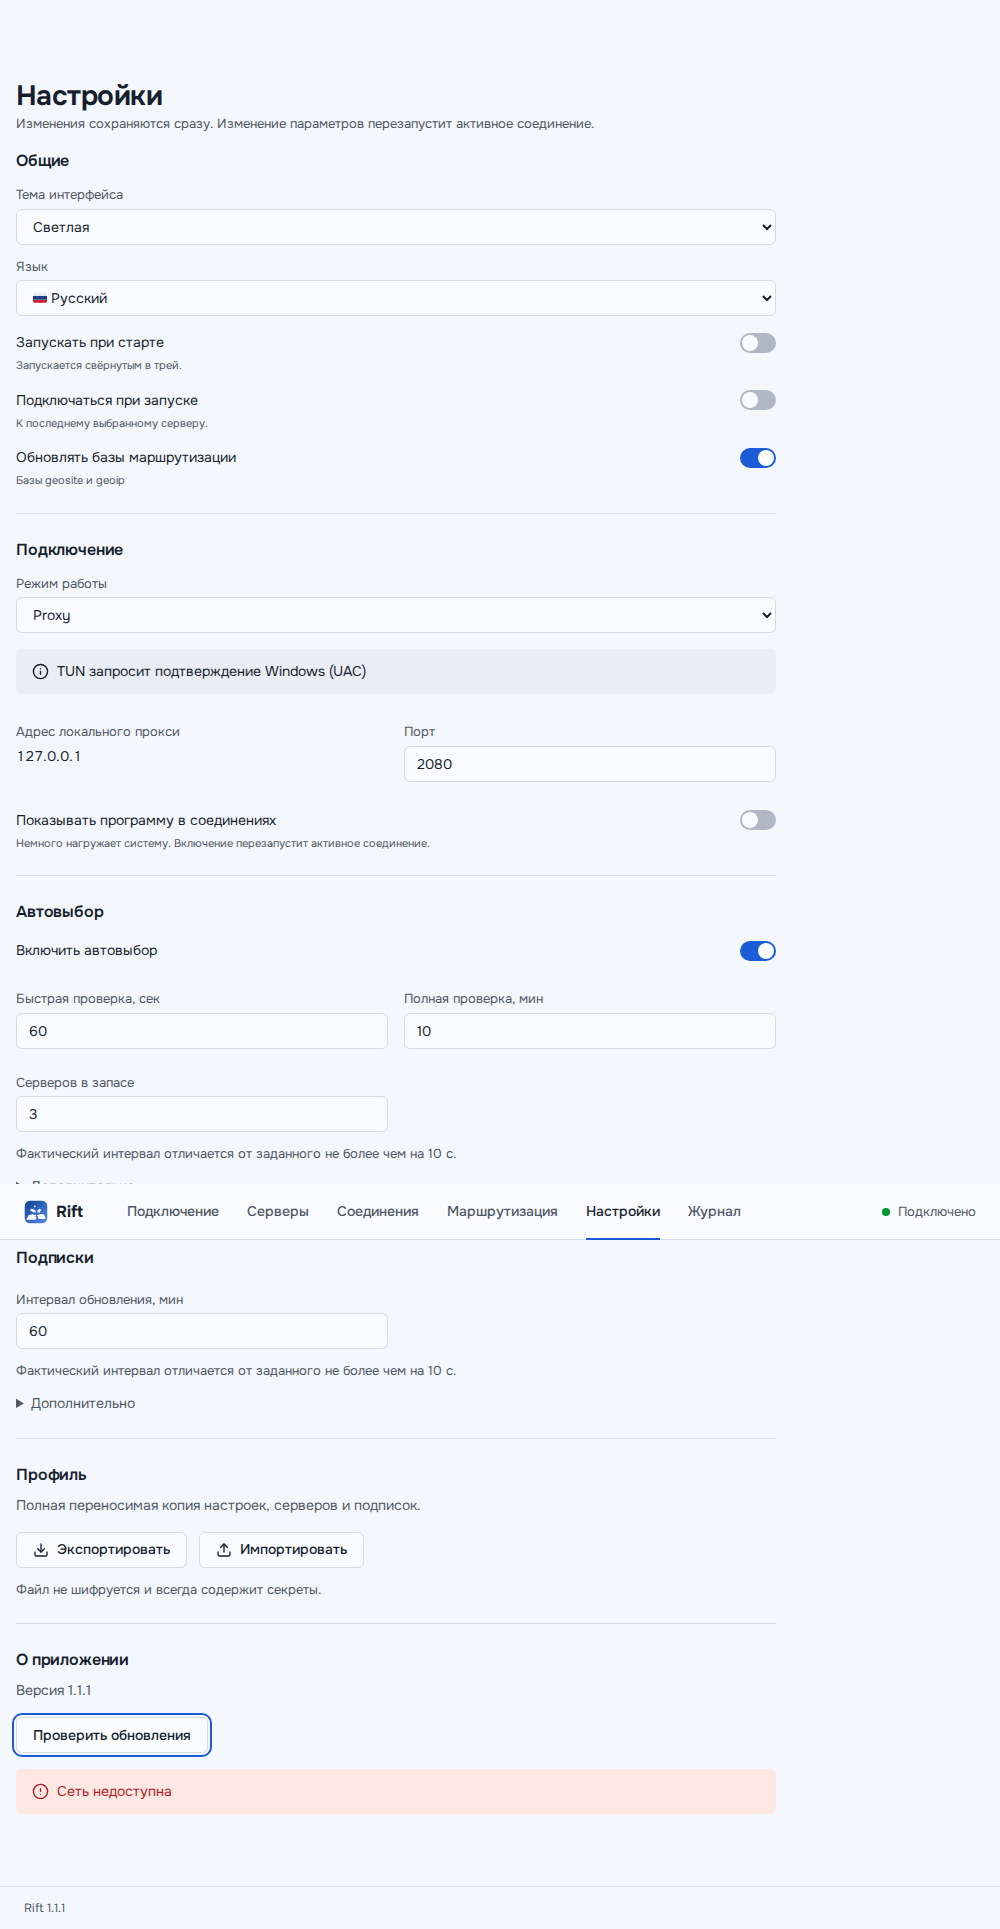 Настройки
Изменения сохраняются сразу. Изменение параметров перезапустит активное соединение.
Общие
Тема интерфейса
Светлая
Язык
Русский
Запускать при старте
Запускается свёрнутым в трей.
Подключаться при запуске
К последнему выбранному серверу.
Обновлять базы маршрутизации
Базы geosite и geoip
Подключение
Режим работы
Proxy
TUN запросит подтверждение Windows (UAC)
Адрес локального прокси Порт
127.0.0.1 2080
Показывать программу в соединениях
Немного нагружает систему. Включение перезапустит активное соединение.
Автовыбор
Включить автовыбор
Быстрая проверка, сек Полная проверка, мин
60 10
Серверов в запасе
3
Фактический интервал отличается от заданного не более чем на 10 с.
Rift Подключение Серверы Соединения Маршрутизация Настройки Журнал Подключено
Подписки
Интервал обновления, мин
60
Фактический интервал отличается от заданного не более чем на 10 с.
Дополнительно
Профиль
Полная переносимая копия настроек, серверов и подписок.
Экспортировать Импортировать
Файл не шифруется и всегда содержит секреты.
О приложении
Версия 1.1.1
Проверить обновления
Сеть недоступна
Rift 1.1.1